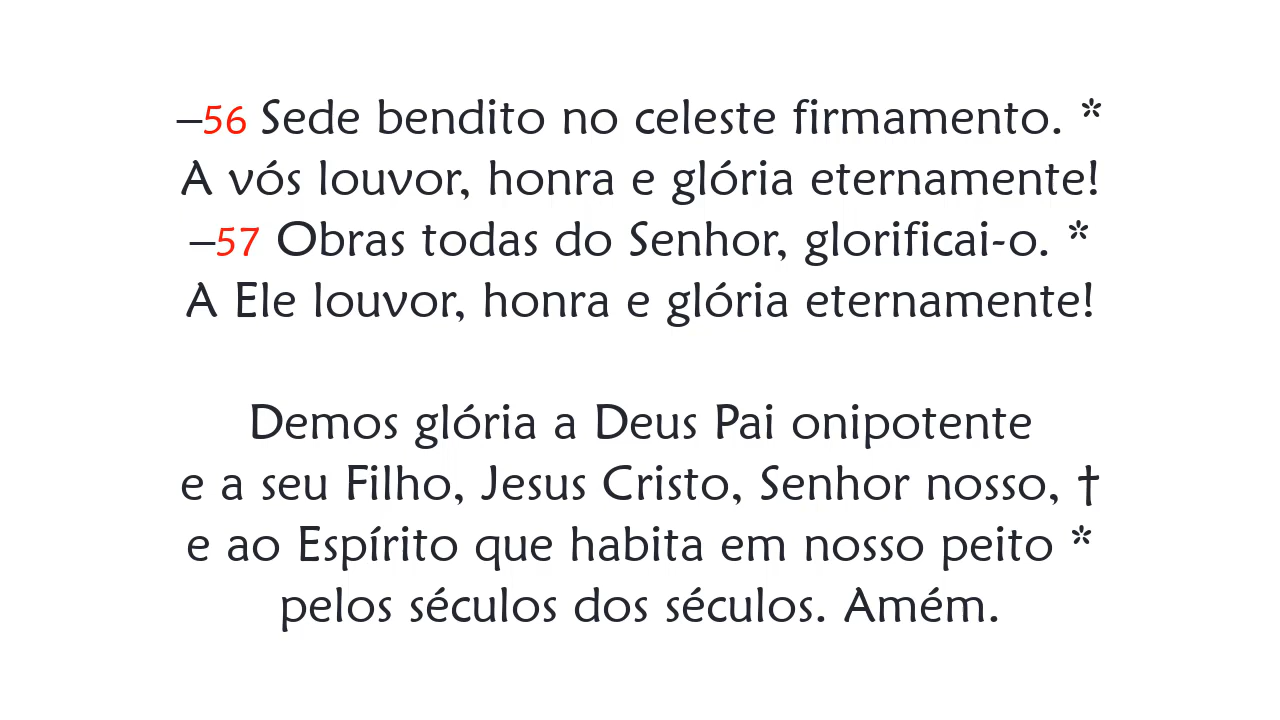 –56 Sede bendito no celeste firmamento. *
A vós louvor, honra e glória eternamente!
–57 Obras todas do Senhor, glorificai-o. *
A Ele louvor, honra e glória eternamente!
Demos glória a Deus Pai onipotente
e a seu Filho, Jesus Cristo, Senhor nosso, †
e ao Espírito que habita em nosso peito *
pelos séculos dos séculos. Amém.